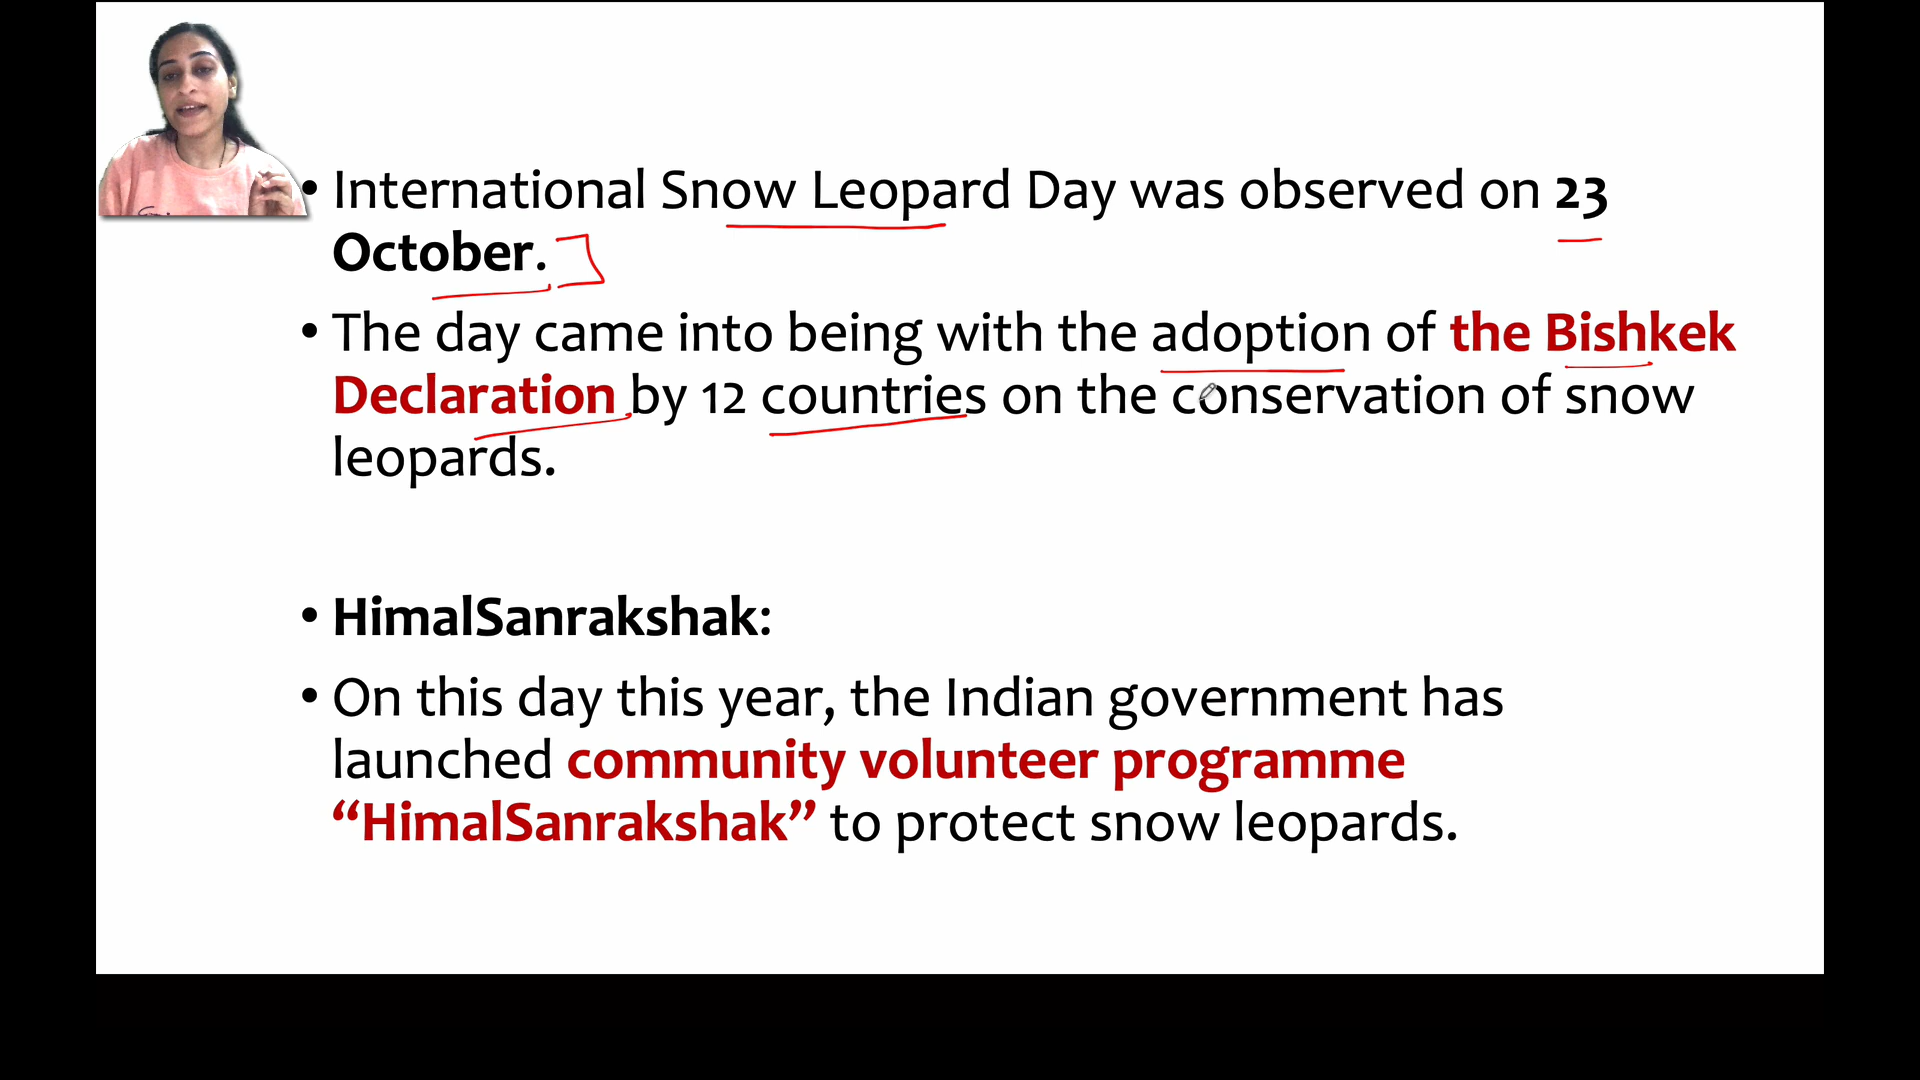 • International Snow Leopard Day was observed on 23
October.
• The day came into being with the adoption of the Bishkek
Declaration by 12 countries on the conservation of snow
leopards.
• HimalSanrakshak:
• On this day this year, the Indian government has
launched community volunteer programme
“HimalSanrakshak” to protect snow leopards.